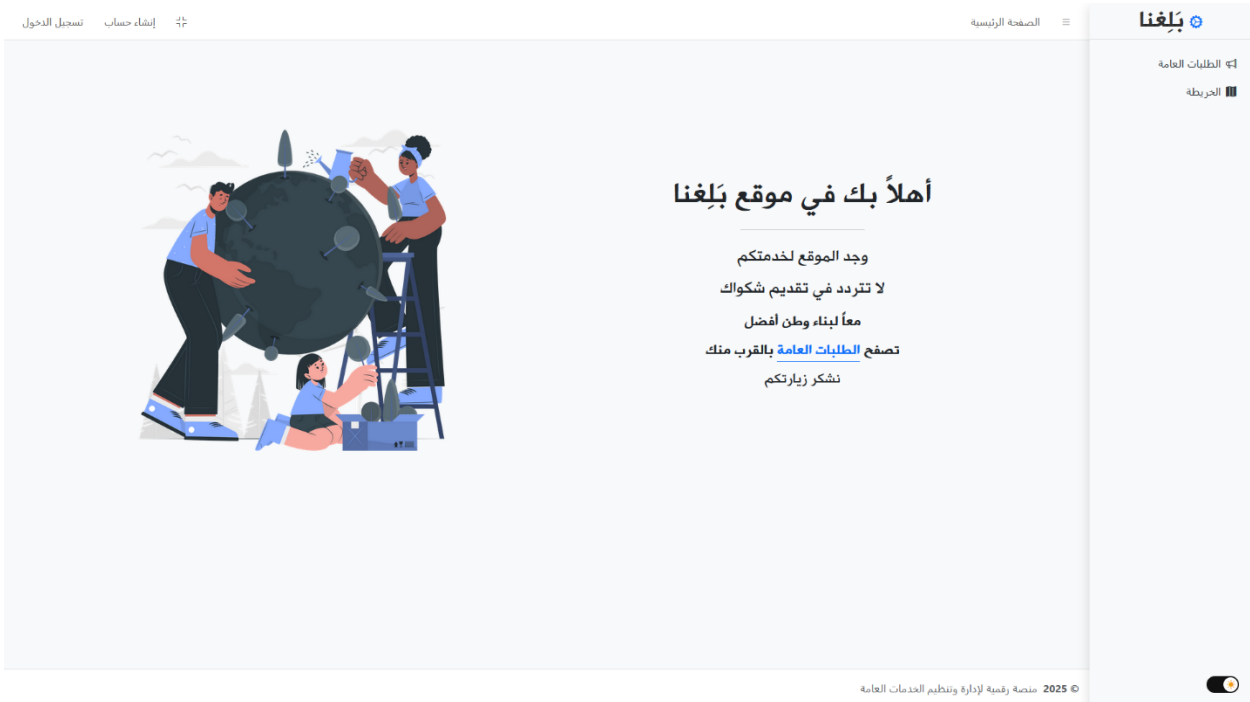 بَلِغنا
الطلبات العامة
الخريطة
الصفحة الرئيسية
إنشاء حساب
تسجيل الدخول
أهلاً بك في موقع بَلِغنا
وجد الموقع لخدمتكم
لا تتردد في تقديم شكواك
معاً لبناء وطن أفضل
تصفح الطلبات العامة بالقرب منك
نشكر زيارتكم
© 2025 منصة رقمية لإدارة وتنظيم الخدمات العامة